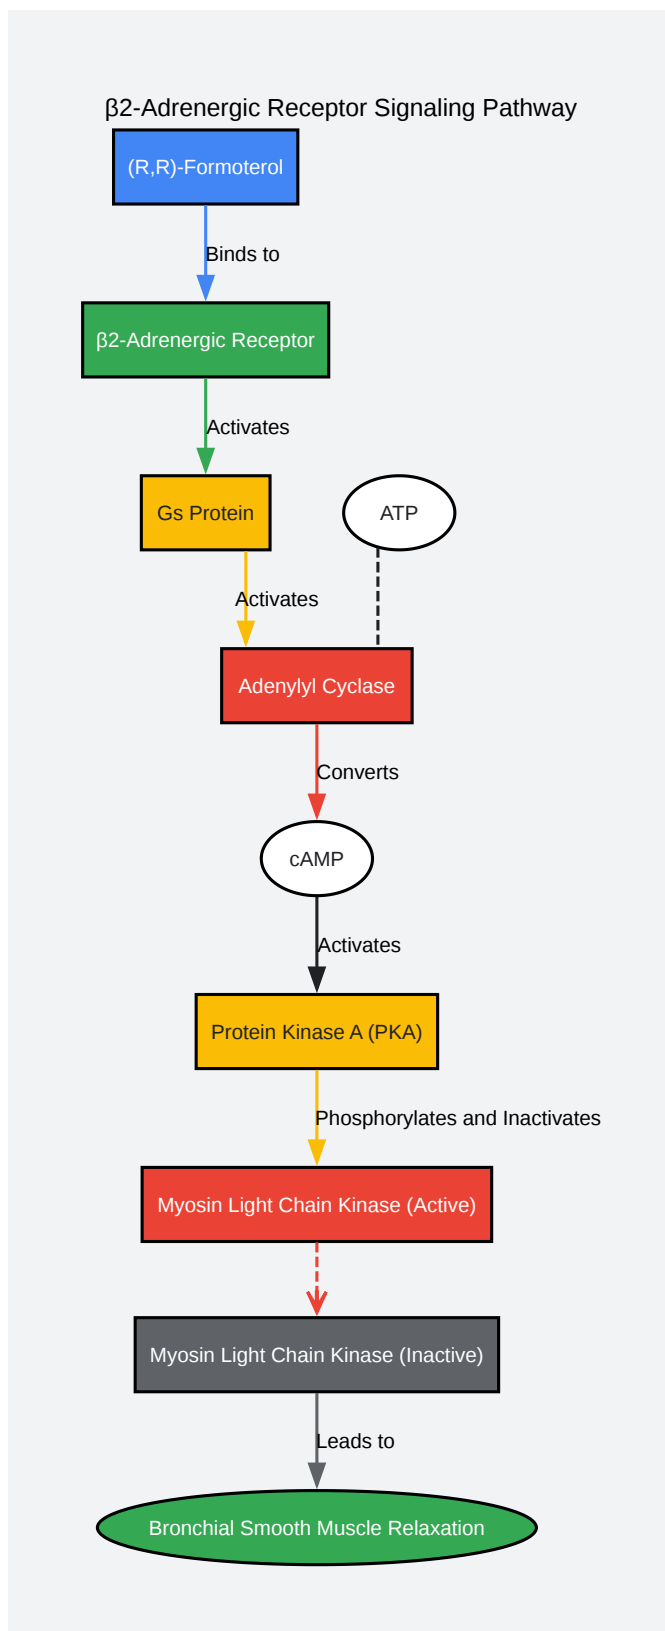 β2-Adrenergic Receptor Signaling Pathway
(R,R)-Formoterol
Binds to
β2-Adrenergic Receptor
Activates
Gs Protein
ATP
Activates
Adenylyl Cyclase
Converts
cAMP
Activates
Protein Kinase A (PKA)
Phosphorylates and Inactivates
Myosin Light Chain Kinase (Active)
Myosin Light Chain Kinase (Inactive)
Leads to
Bronchial Smooth Muscle Relaxation